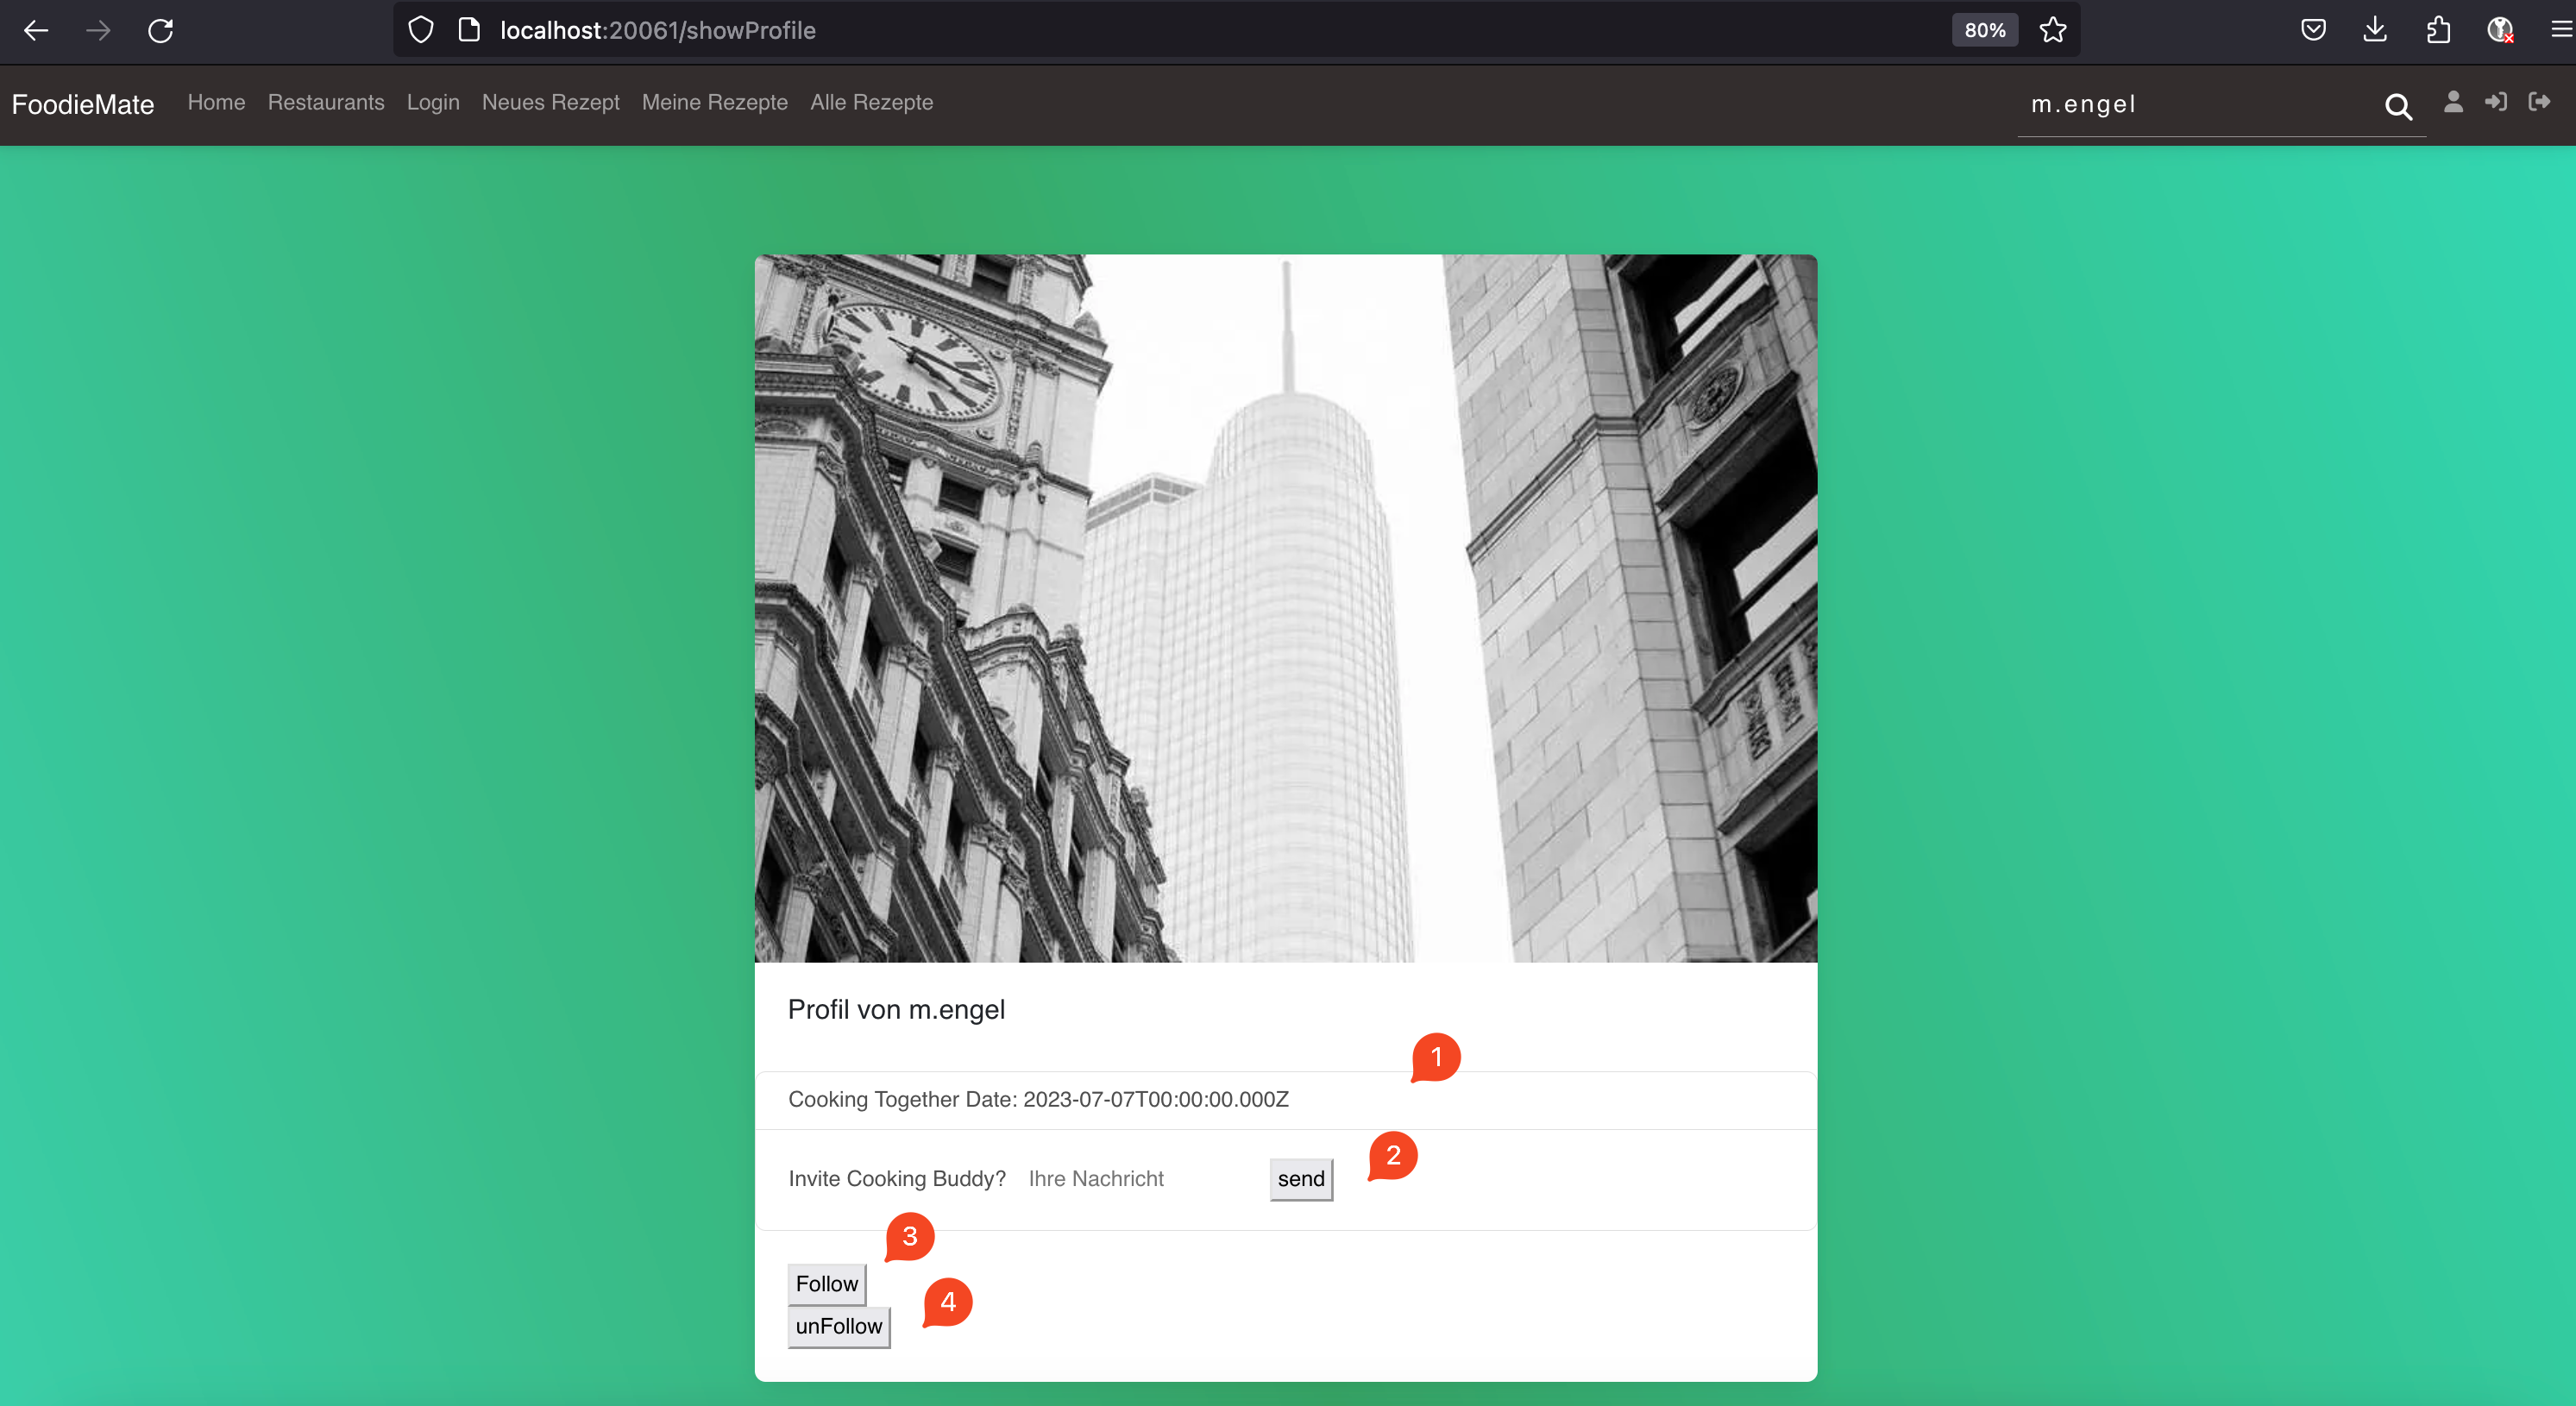 localhost:20061/showProfile 80%
FoodieMate Home Restaurants Login Neues Rezept Meine Rezepte Alle Rezepte m.engel
Profil von m.engel
1
Cooking Together Date: 2023-07-07T00:00:00.000Z
2
Invite Cooking Buddy? Ihre Nachricht send
3
Follow
4
unFollow